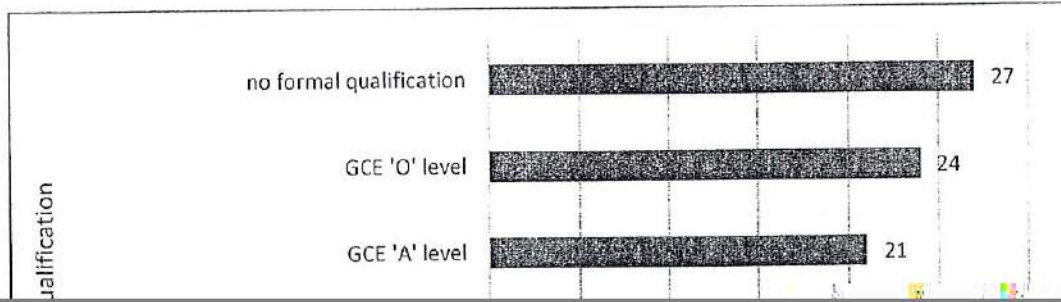 no formal qualification 27
GCE 'O' level 24
GCE 'A' level 21
ualification